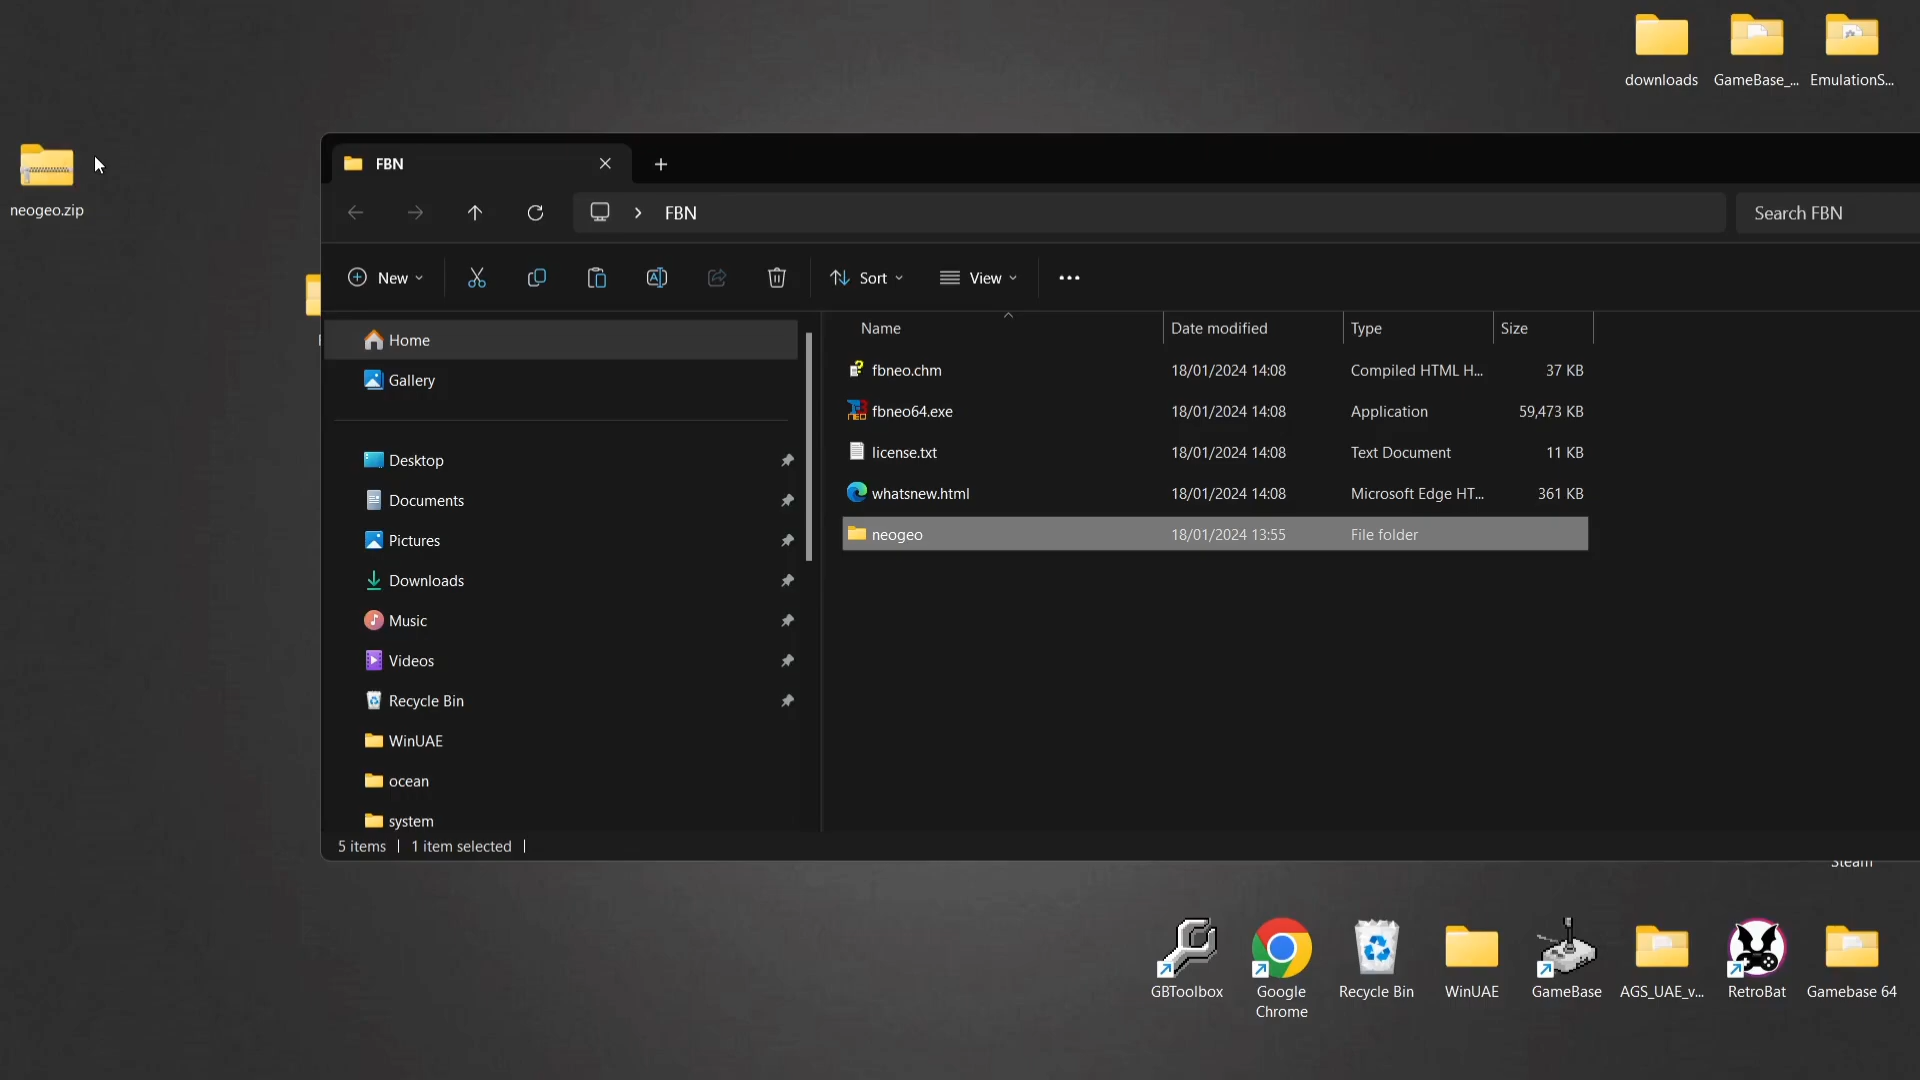 downloads
GameBase_...
EmulationS...
neogeo.zip
FBN
FBN
Search FBN
New
Sort
View
Name
Date modified
Type
Size
Home
Gallery
Desktop
Documents
Pictures
Downloads
Music
Videos
Recycle Bin
WinUAE
ocean
system
fbneo.chm 18/01/2024 14:08 Compiled HTML H... 37 KB
fbneo64.exe 18/01/2024 14:08 Application 59,473 KB
license.txt 18/01/2024 14:08 Text Document 11 KB
whatsnew.html 18/01/2024 14:08 Microsoft Edge HT... 361 KB
neogeo 18/01/2024 13:55 File folder
5 items
1 item selected
Steam
GBToolbox
Google
Chrome
Recycle Bin
WinUAE
GameBase
AGS_UAE_v...
RetroBat
Gamebase 64